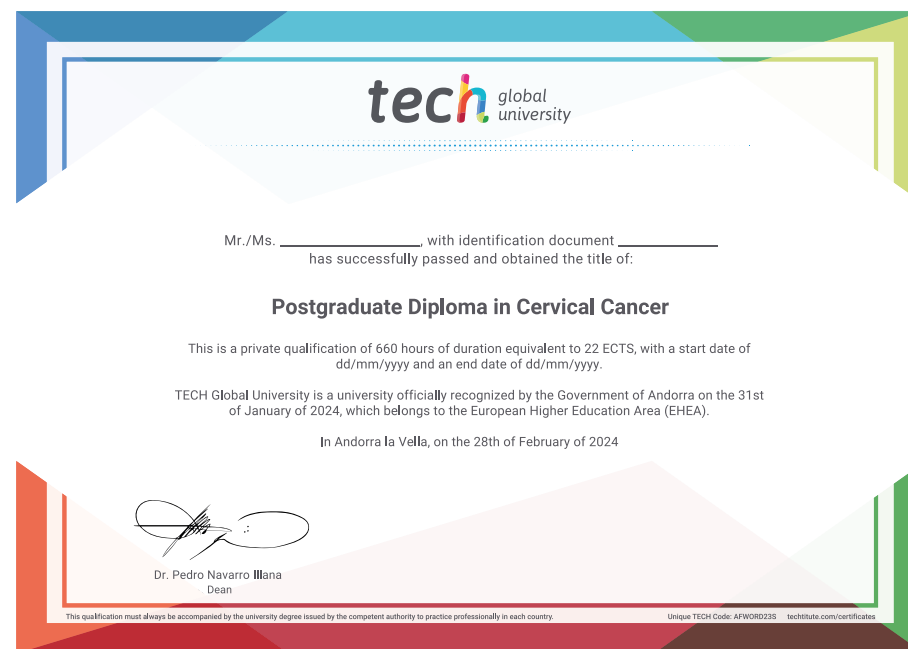 tech global
university
Mr./Ms. ____________________, with identification document ______________
has successfully passed and obtained the title of:
Postgraduate Diploma in Cervical Cancer
This is a private qualification of 660 hours of duration equivalent to 22 ECTS, with a start date of
dd/mm/yyyy and an end date of dd/mm/yyyy.
TECH Global University is a university officially recognized by the Government of Andorra on the 31st
of January of 2024, which belongs to the European Higher Education Area (EHEA).
In Andorra la Vella, on the 28th of February of 2024
Dr. Pedro Navarro Illana
Dean
This qualification must always be accompanied by the university degree issued by the competent authority to practice professionally in each country.
Unique TECH Code: AFWORD23S techtitute.com/certificates